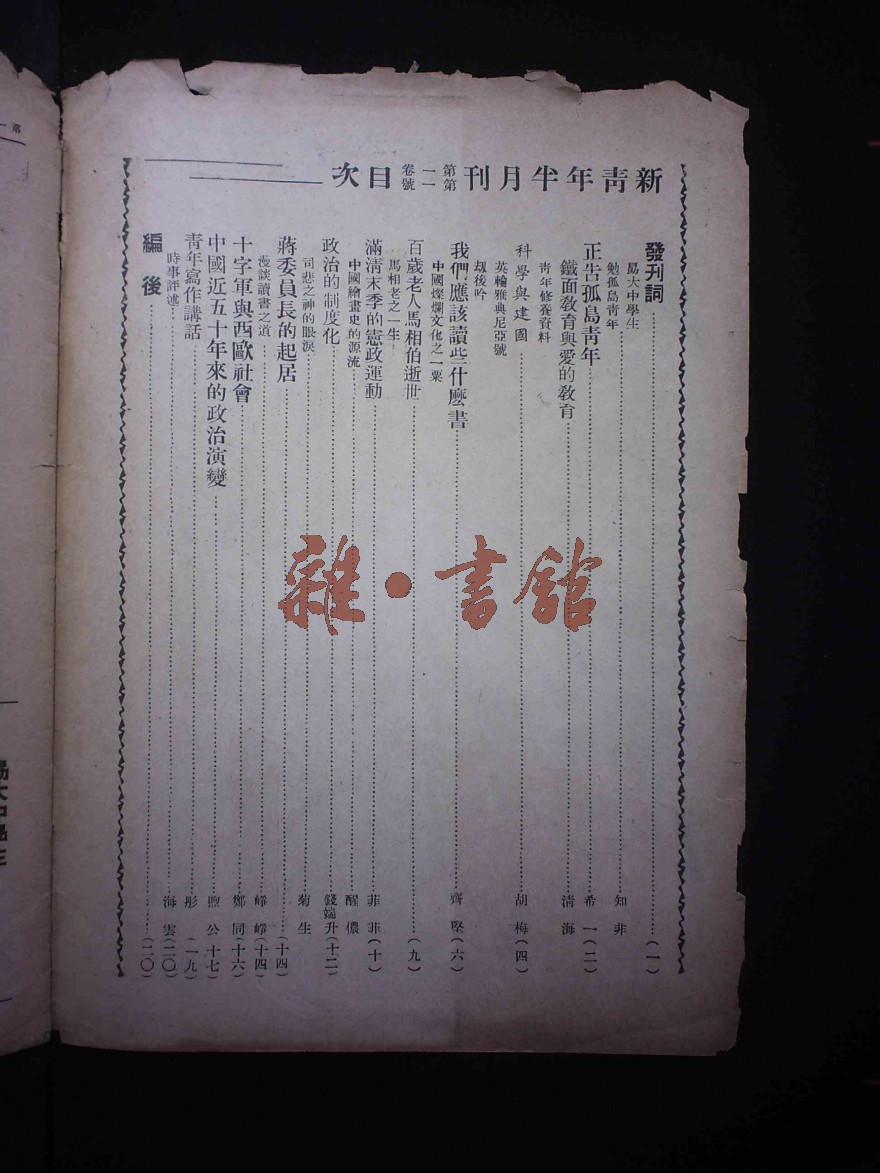 新青年半月刊 第一卷第一號 目次
發刊詞……(一)
勗大中學生……知非
勉孤島青年
正告孤島青年……希一(二)
鐵面教育與愛的教育……清海
青年修養資料
科學與建國……胡梅(四)
英輪雅典尼亞號
劫後吟
我們應該讀些什麼書……齊堅(六)
中國燦爛文化之一粟
百歲老人馬相伯逝世……(九)
馬相老之一生
滿清末季的憲政運動……菲菲(十)
中國繪畫史的源流……醒儂
政治的制度化……錢端升(十二)
司悲之神的眼淚……菊生
蔣委員長的起居……(十四)
漫談讀書之道……崢崢(十四)
十字軍與西歐社會……鄭同(十六)
中國近五十年來的政治演變……煦公(十七)
青年寫作講話……彤(一九)
時事評述……海雲(二〇)
編後……(二〇)
雜·書館